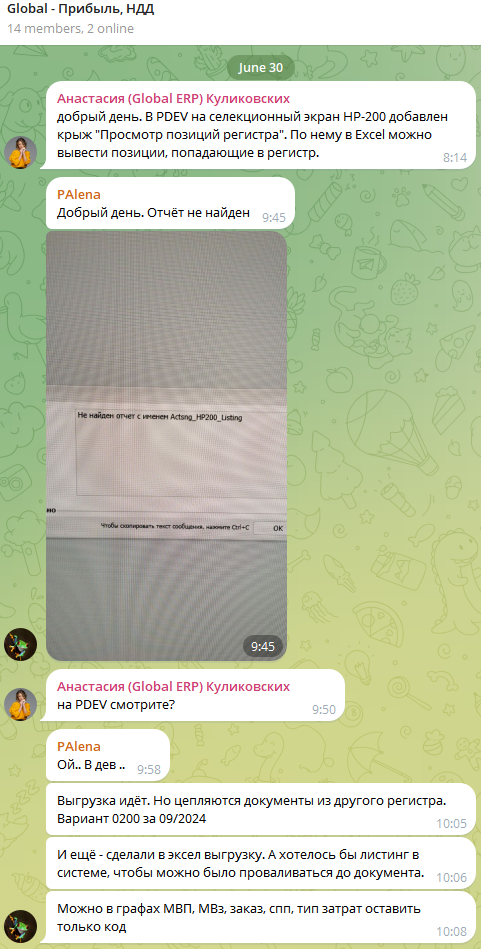 Global - Прибыль, НДД
14 members, 2 online
June 30
Анастасия (Global ERP) Куликовских
добрый день. В PDEV на селекционный экран НР-200 добавлен
крыж "Просмотр позиций регистра". По нему в Excel можно
вывести позиции, попадающие в регистр.
8:14
PAlena
Добрый день. Отчёт не найден 9:45
Не найден отчет с именем Actsng_HP200_Listing
но
Чтобы скопировать текст сообщения, нажмите Ctrl+C
ОК
9:45
Анастасия (Global ERP) Куликовских
на PDEV смотрите? 9:50
PAlena
Ой.. В дев .. 9:58
Выгрузка идёт. Но цепляются документы из другого регистра.
Вариант 0200 за 09/2024 10:05
И ещё - сделали в эксел выгрузку. А хотелось бы листинг в
системе, чтобы можно было проваливаться до документа. 10:06
Можно в графах МВП, МВз, заказ, спп, тип затрат оставить
только код 10:08